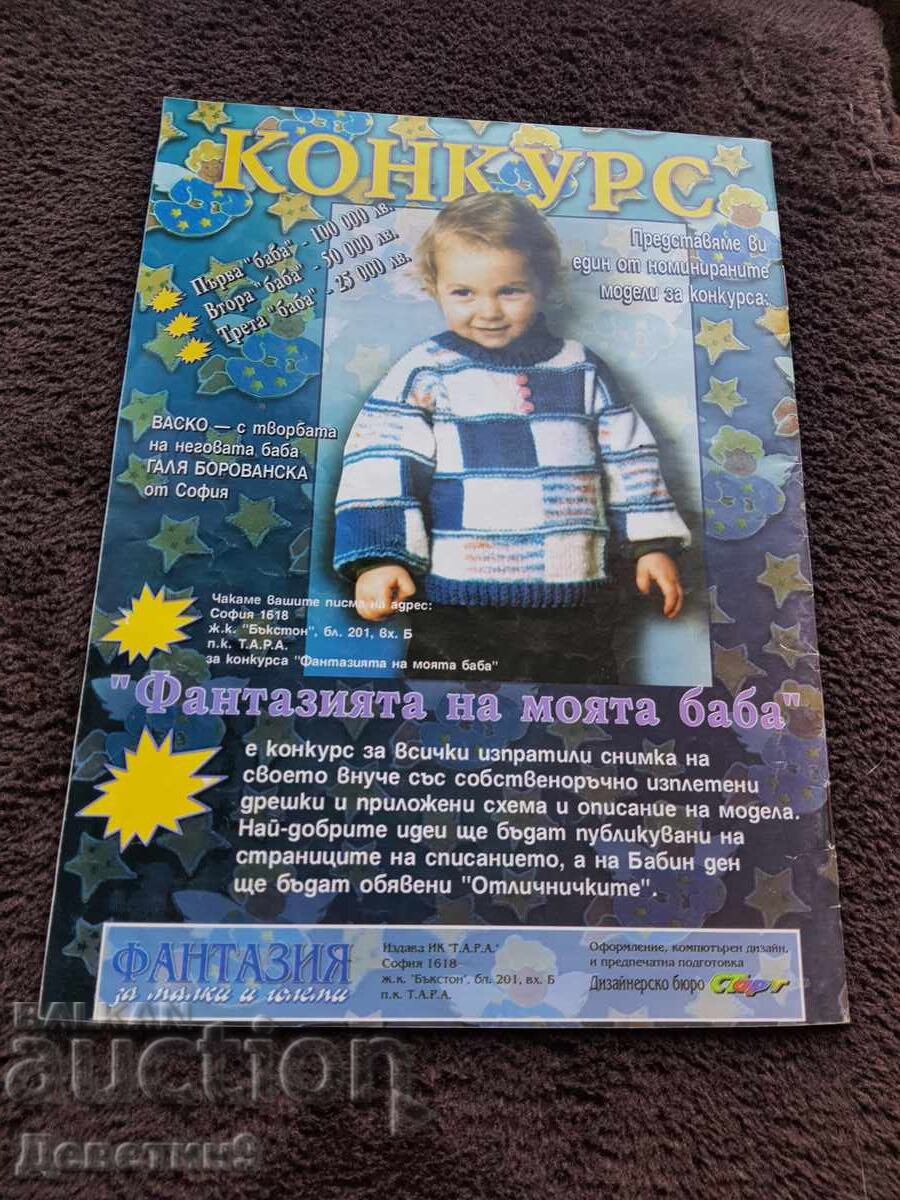 КОНКУРС
Първа "баба" - 100 000 лв.
Втора "баба" - 50 000 лв.
Трета "баба" - 25 000 лв.
Представяме ви
един от номинираните
модели за конкурса:
ВАСКО — с творбата
на неговата баба
ГАЛЯ БОРОВАНСКА
от София
Чакаме вашите писма на адрес:
София 1618
ж.к. "Бъкстон", бл. 201, вх. Б
п.к. Т.А.Р.А.
за конкурса "Фантазията на моята баба"
"Фантазията на моята баба"
е конкурс за всички изпратили снимка на
своето внуче със собственоръчно изплетени
дрешки и приложени схема и описание на модела.
Най-добрите идеи ще бъдат публикувани на
страниците на списанието, а на Бабин ден
ще бъдат обявени "Отличничките".
ФАНТАЗИЯ
за малки и големи
Издава ИК "Т.А.Р.А."
София 1618
ж.к. "Бъкстон", бл. 201, вх. Б
п.к. Т.А.Р.А.
Оформление, компютърен дизайн,
и предпечатна подготовка
Дизайнерско бюро СТарт
BALKAN
auction
Деветкин9